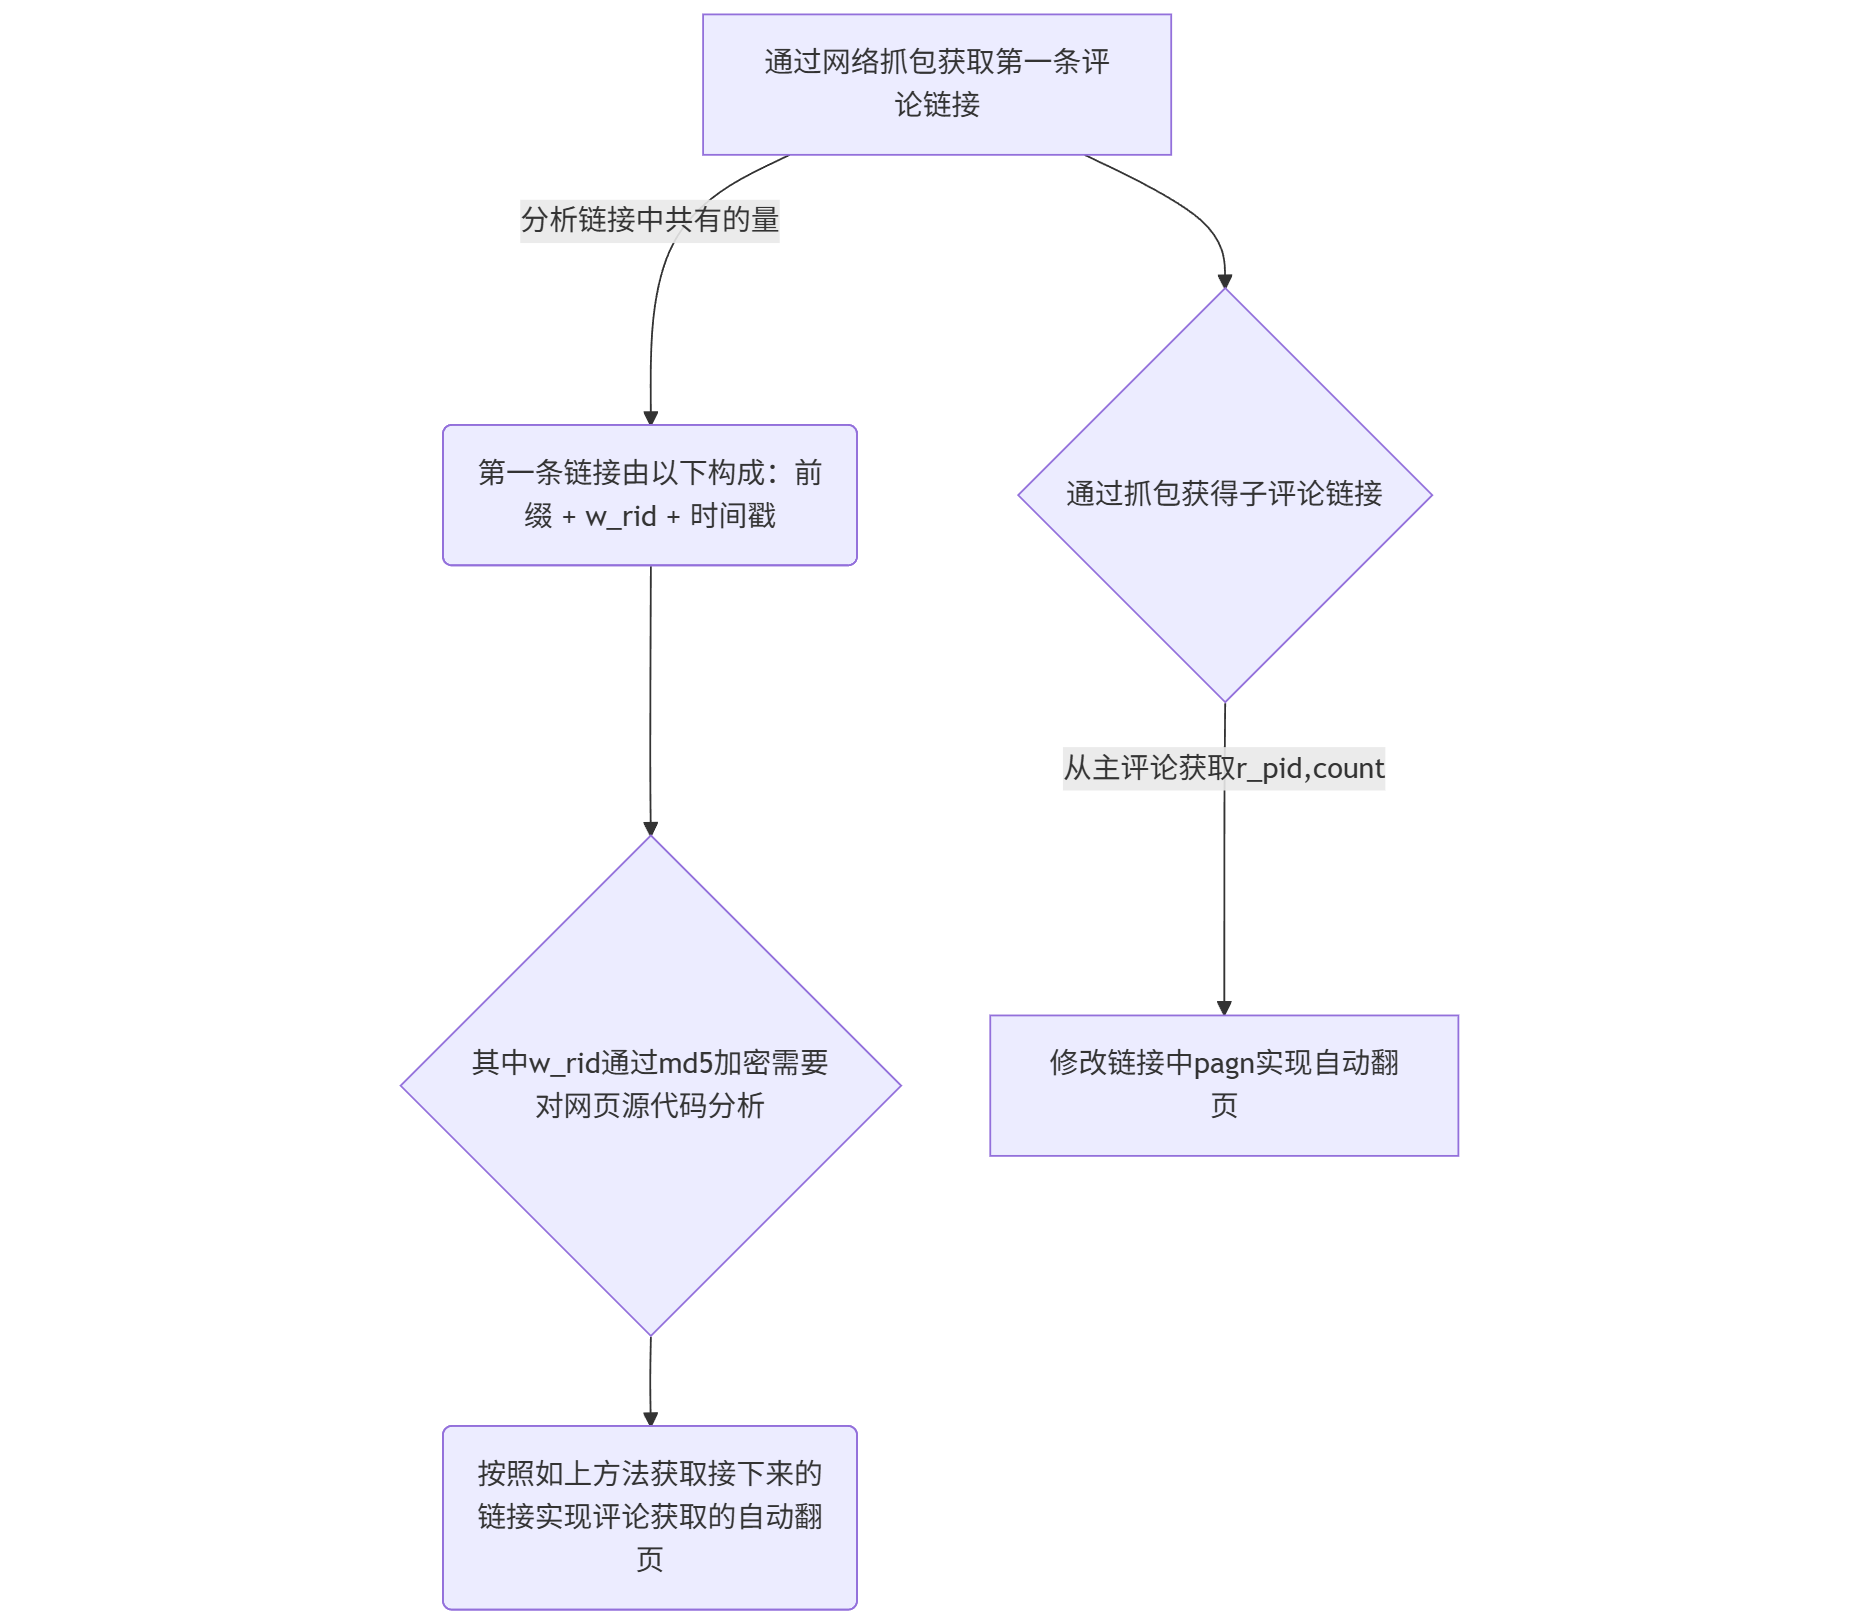 通过网络抓包获取第一条评
论链接
分析链接中共有的量
第一条链接由以下构成：前
缀 + w_rid + 时间戳
通过抓包获得子评论链接
从主评论获取r_pid,count
其中w_rid通过md5加密需要
对网页源代码分析
修改链接中pagn实现自动翻
页
按照如上方法获取接下来的
链接实现评论获取的自动翻
页